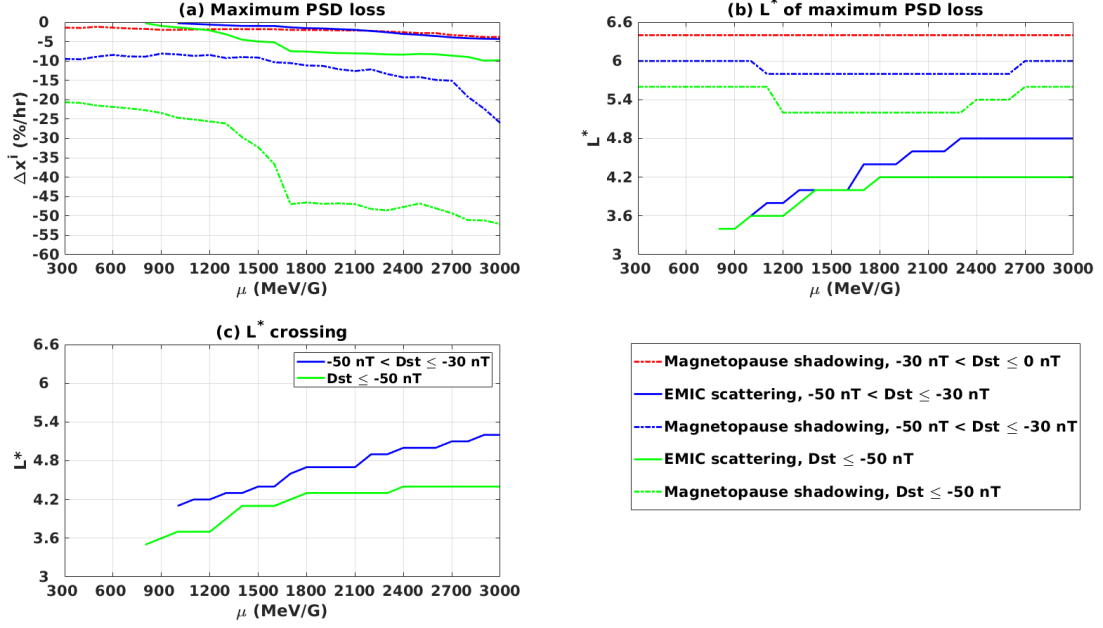 (a) Maximum PSD loss
0
-5
-10
-15
-20
-25
-30
-35
-40
-45
-50
-55
-60
Δx^i (%/hr)
300 600 900 1200 1500 1800 2100 2400 2700 3000
μ (MeV/G)
(b) L* of maximum PSD loss
6.6
6
5.4
4.8
4.2
3.6
3
L*
300 600 900 1200 1500 1800 2100 2400 2700 3000
μ (MeV/G)
(c) L* crossing
6.6
6
5.4
4.8
4.2
3.6
3
L*
-50 nT < Dst ≤ -30 nT
Dst ≤ -50 nT
300 600 900 1200 1500 1800 2100 2400 2700 3000
μ (MeV/G)
Magnetopause shadowing, -30 nT < Dst ≤ 0 nT
EMIC scattering, -50 nT < Dst ≤ -30 nT
Magnetopause shadowing, -50 nT < Dst ≤ -30 nT
EMIC scattering, Dst ≤ -50 nT
Magnetopause shadowing, Dst ≤ -50 nT